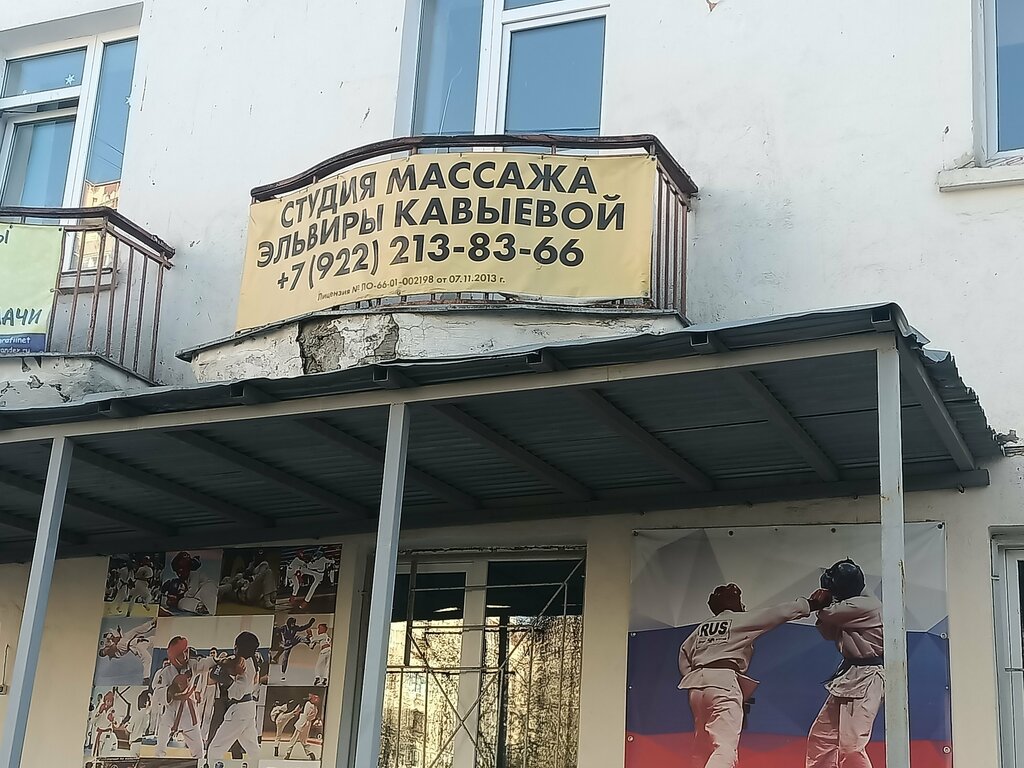 СТУДИЯ МАССАЖА
ЭЛЬВИРЫ КАВЫЕВОЙ
+7(922) 213-83-66
Лицензия № ЛО-66-01-002198 от 07.11.2013 г.
RUS